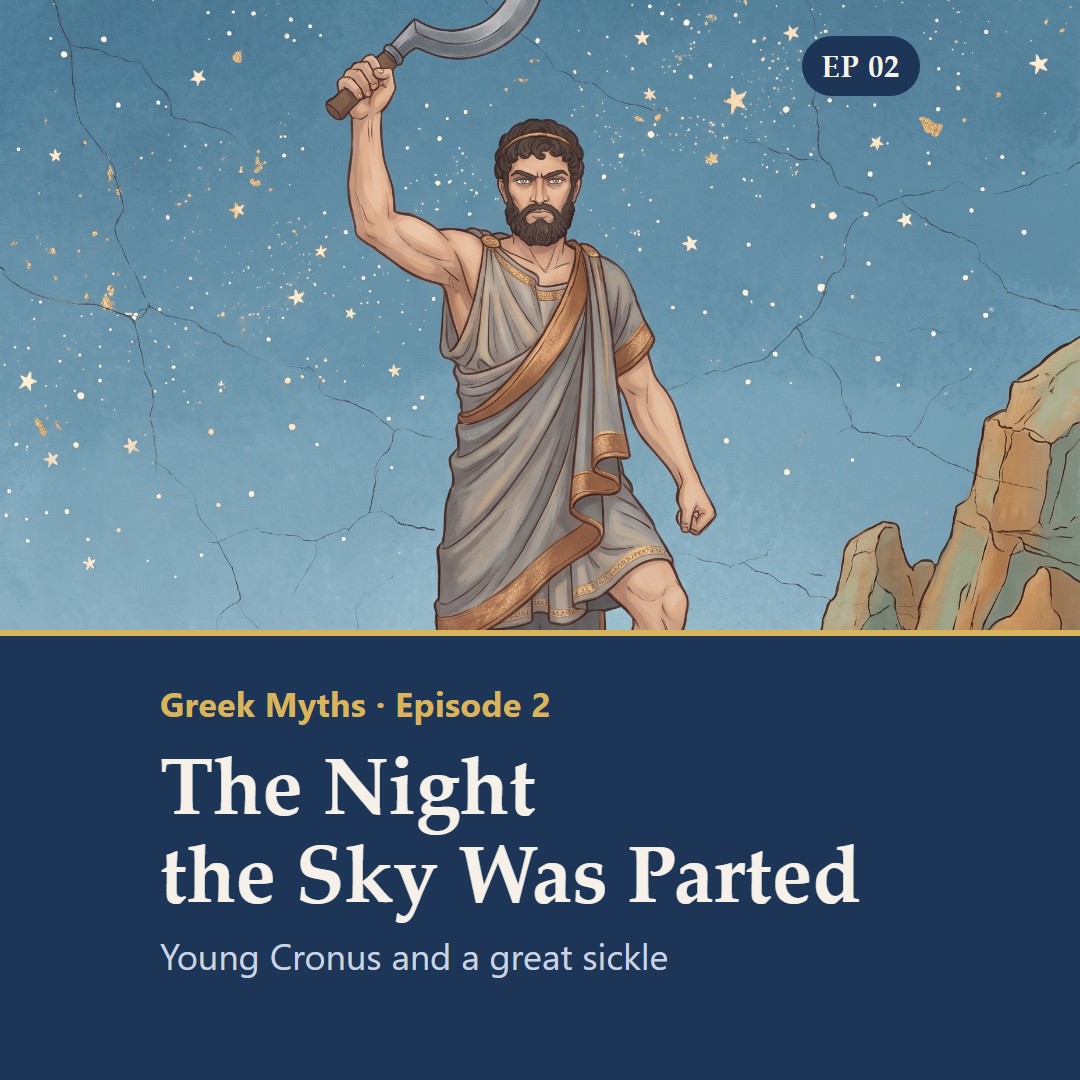 EP 02
Greek Myths · Episode 2
The Night
the Sky Was Parted
Young Cronus and a great sickle